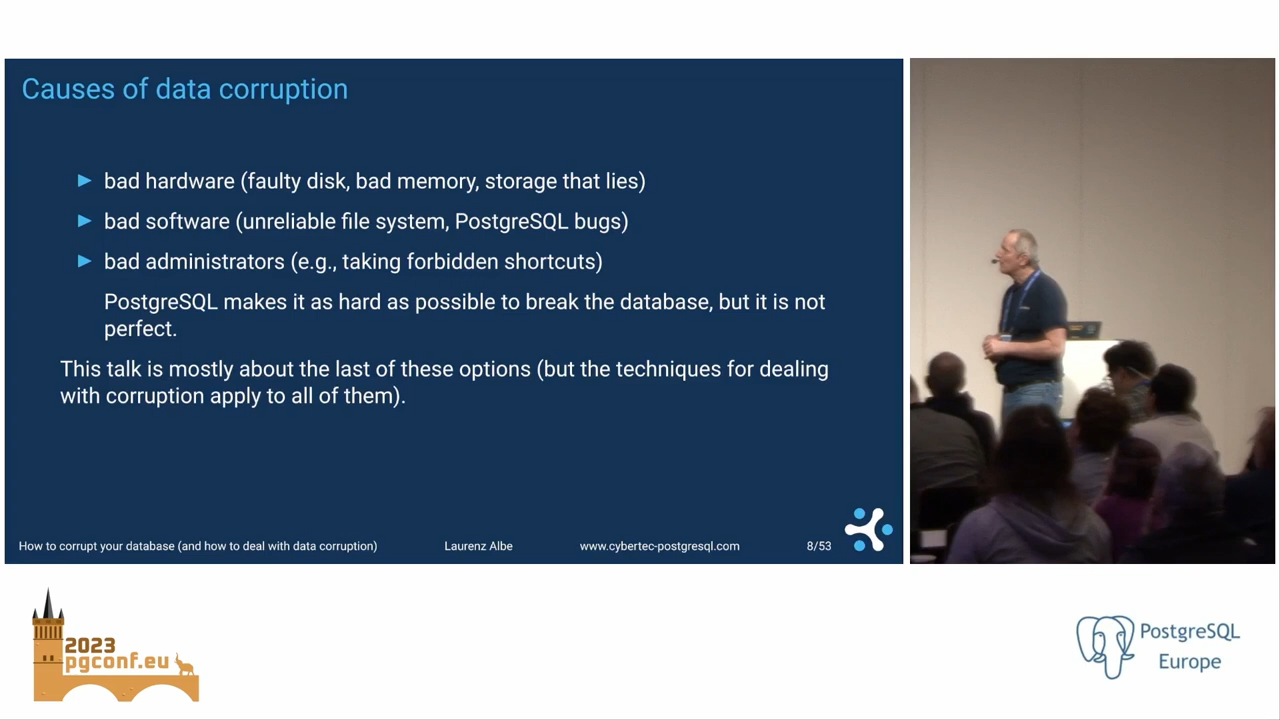 Causes of data corruption
bad hardware (faulty disk, bad memory, storage that lies)
bad software (unreliable file system, PostgreSQL bugs)
bad administrators (e.g., taking forbidden shortcuts)
PostgreSQL makes it as hard as possible to break the database, but it is not
perfect.
This talk is mostly about the last of these options (but the techniques for dealing
with corruption apply to all of them).
How to corrupt your database (and how to deal with data corruption)
Laurenz Albe
www.cybertec-postgresql.com
8/53
2023
pgconf.eu
PostgreSQL
Europe